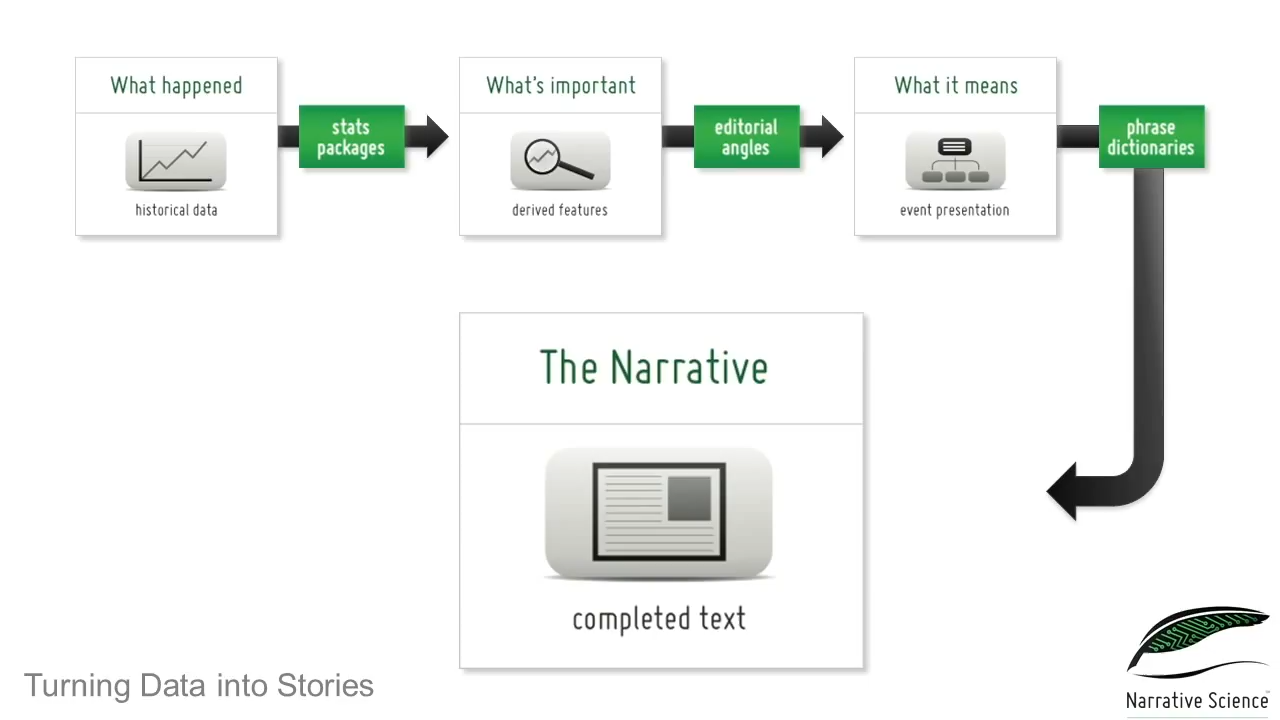 What happened
historical data
stats
packages
What's important
derived features
editorial
angles
What it means
event presentation
phrase
dictionaries
The Narrative
completed text
Turning Data into Stories
Narrative Science